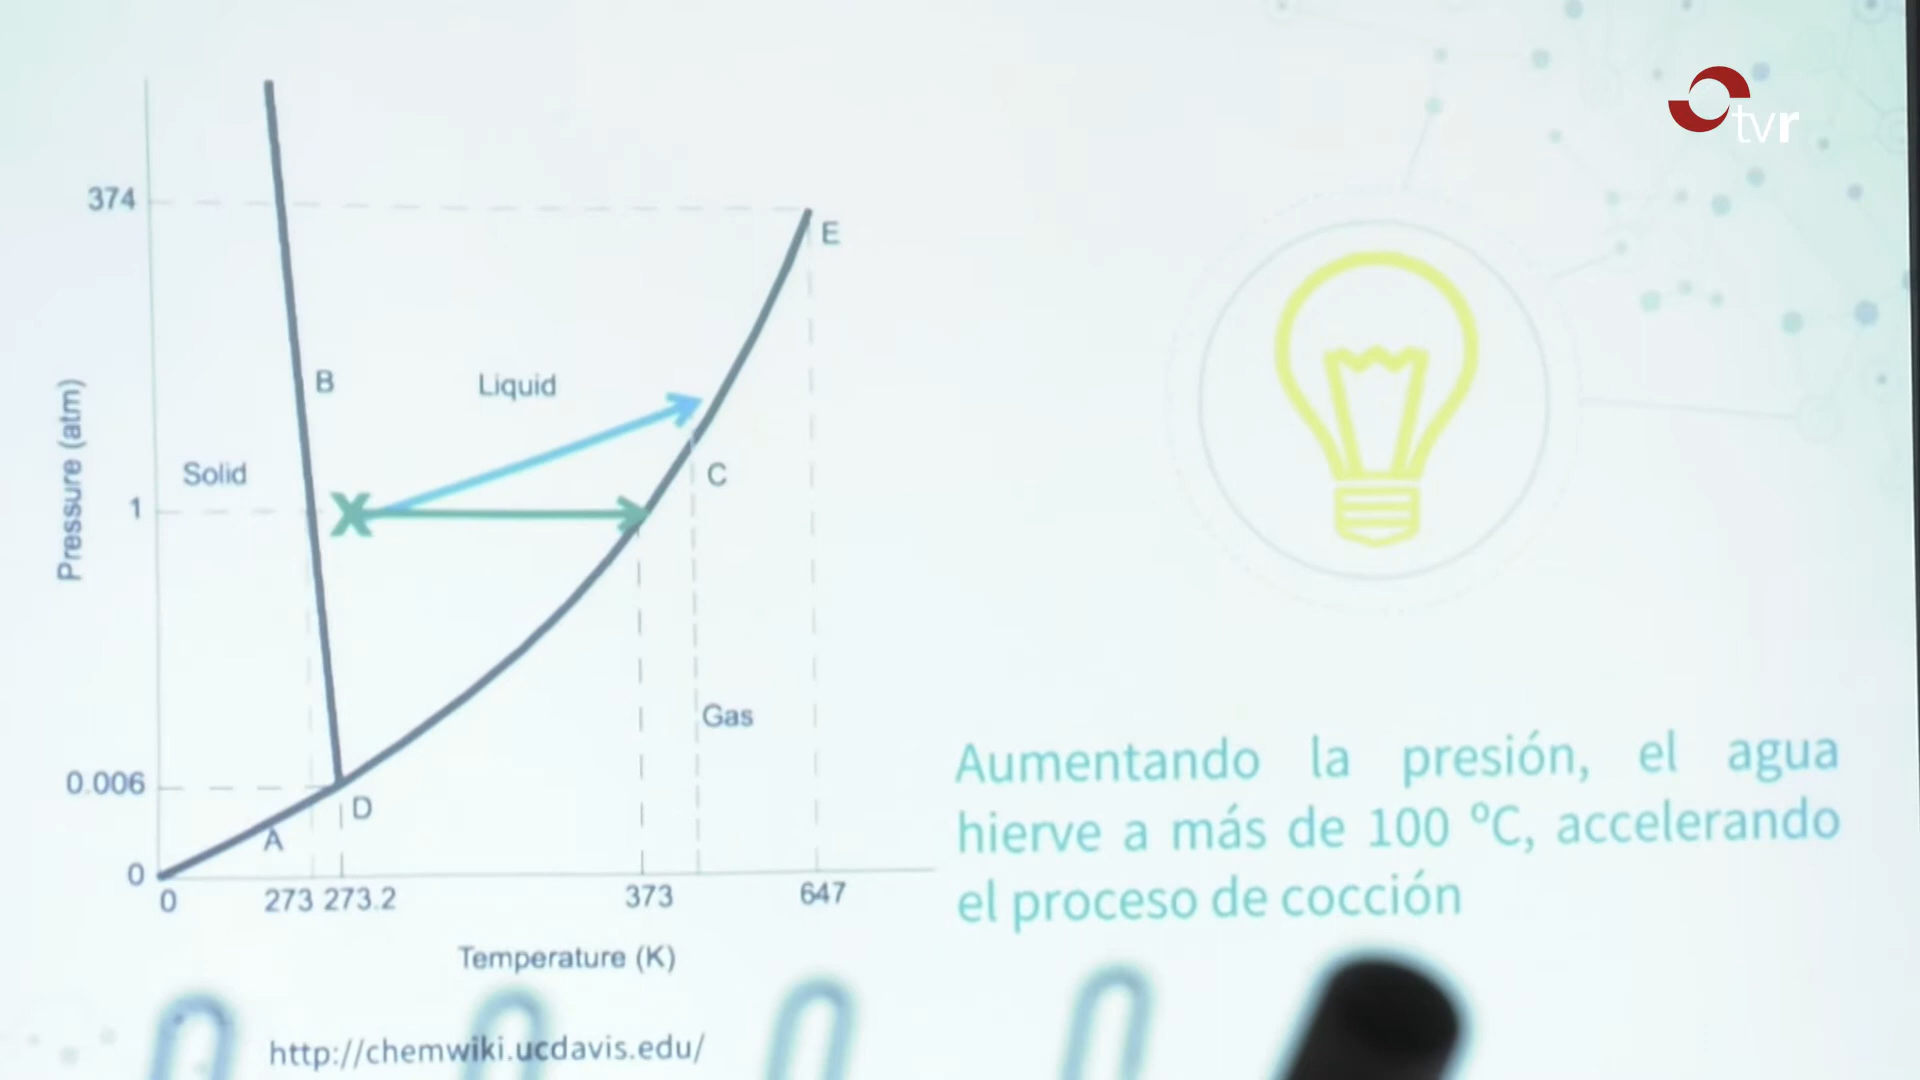 tvr
374
E
B
Liquid
Pressure (atm)
Solid
C
1
Gas
0.006
D
A
0
0
273
273.2
373
647
Temperature (K)
Aumentando la presión, el agua
hierve a más de 100 ºC, accelerando
el proceso de cocción
http://chemwiki.ucdavis.edu/